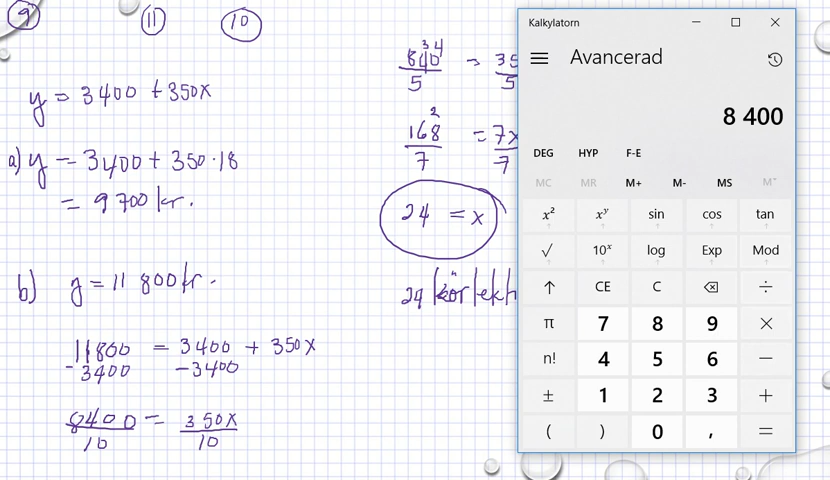 9 11 10
y = 3400 + 350x
a) y = 3400 + 350·18
= 9700 kr.
b) y = 11 800 kr.
11800 = 3400 + 350x
-3400 -3400
8400 = 350x
10 10
34
840 = 35
5 5
2
168 = 7x
7 7
24 = x
24 körlekt
Kalkylatorn
Avancerad
8 400
DEG HYP F-E
MC MR M+ M- MS M˅
x² xʸ sin cos tan
√ 10ˣ log Exp Mod
↑ CE C ⌫ ÷
π 7 8 9 ×
n! 4 5 6 −
± 1 2 3 +
( ) 0 , =